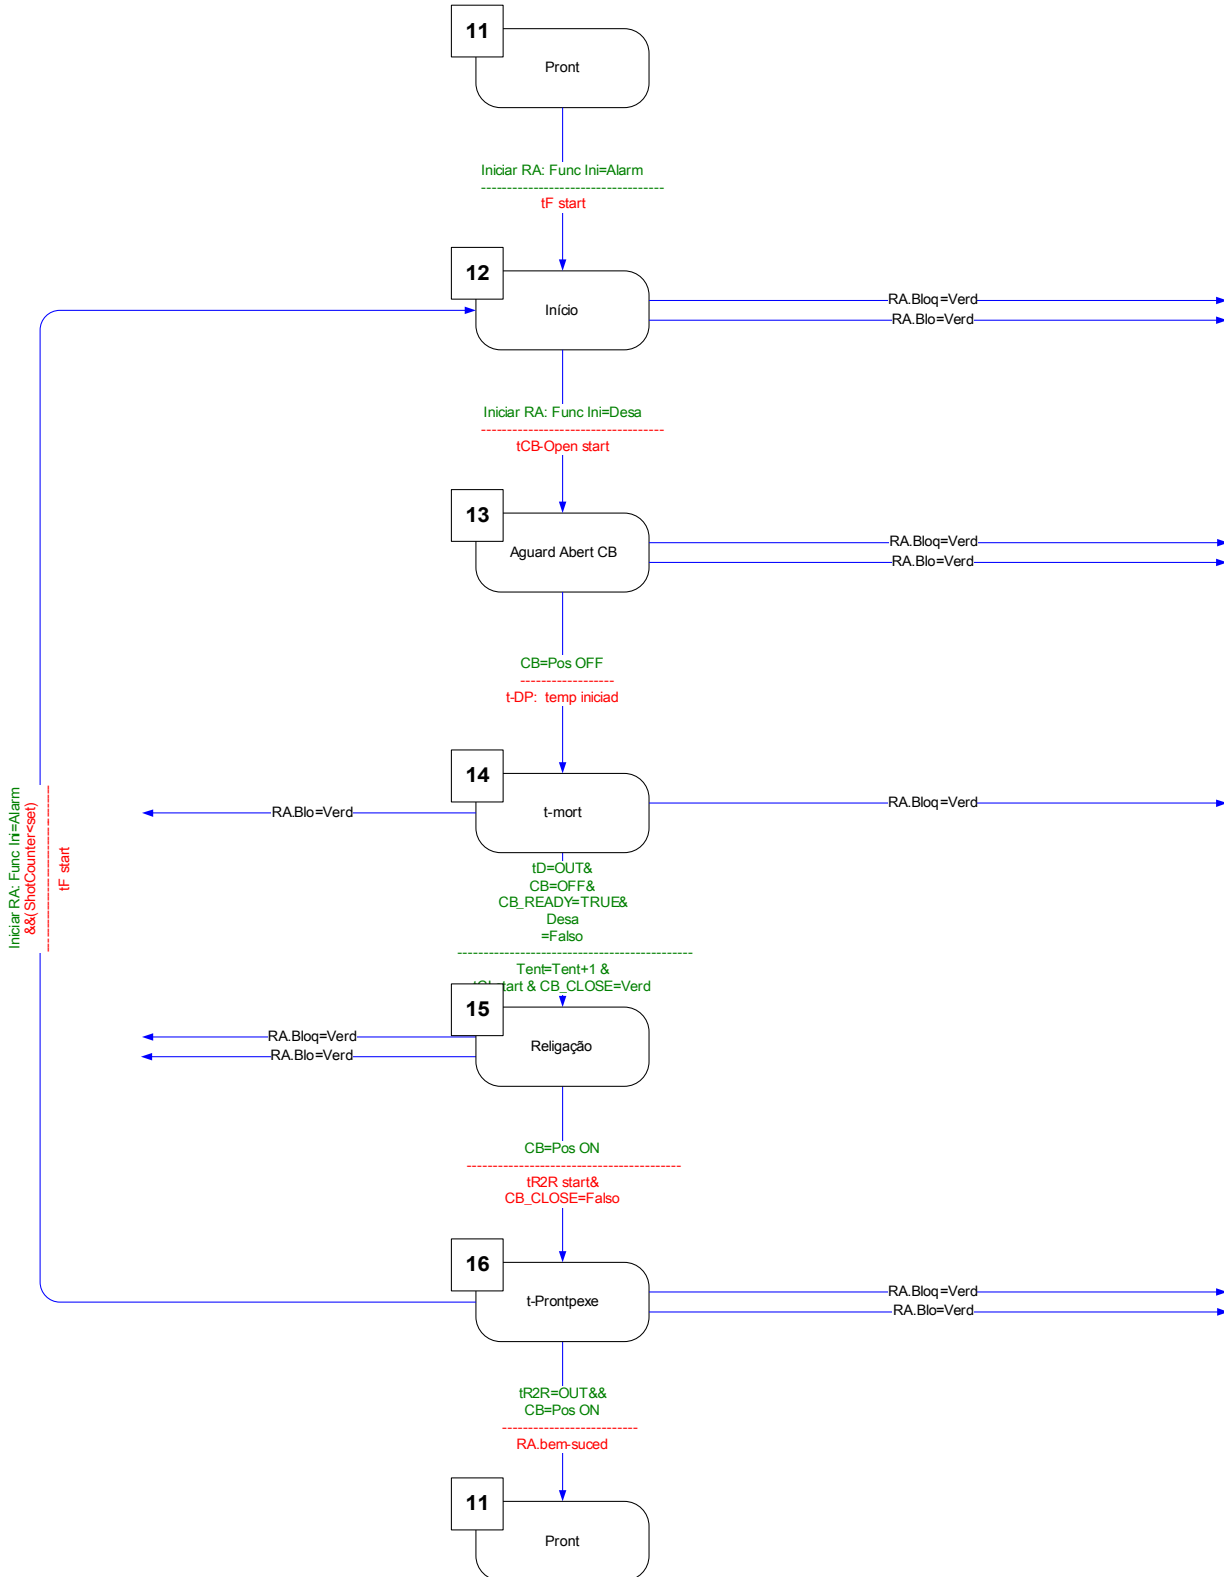 11
Pront
Iniciar RA: Func Ini=Alarm
tF start
12
Início
RA.Bloq=Verd
RA.Blo=Verd
Iniciar RA: Func Ini=Desa
tCB-Open start
13
Aguard Abert CB
RA.Bloq=Verd
RA.Blo=Verd
CB=Pos OFF
t-DP: temp iniciad
14
t-mort
RA.Blo=Verd
RA.Bloq=Verd
Iniciar RA: Func Ini=Alarm
&&(ShotCounter<set)
tF start
tD=OUT&
CB=OFF&
CB_READY=TRUE&
Desa
=Falso
Tent=Tent+1 &
start & CB_CLOSE=Verd
15
Religação
RA.Bloq=Verd
RA.Blo=Verd
CB=Pos ON
tR2R start&
CB_CLOSE=Falso
16
t-Prontpexe
RA.Bloq=Verd
RA.Blo=Verd
tR2R=OUT&&
CB=Pos ON
RA.bem-suced
11
Pront